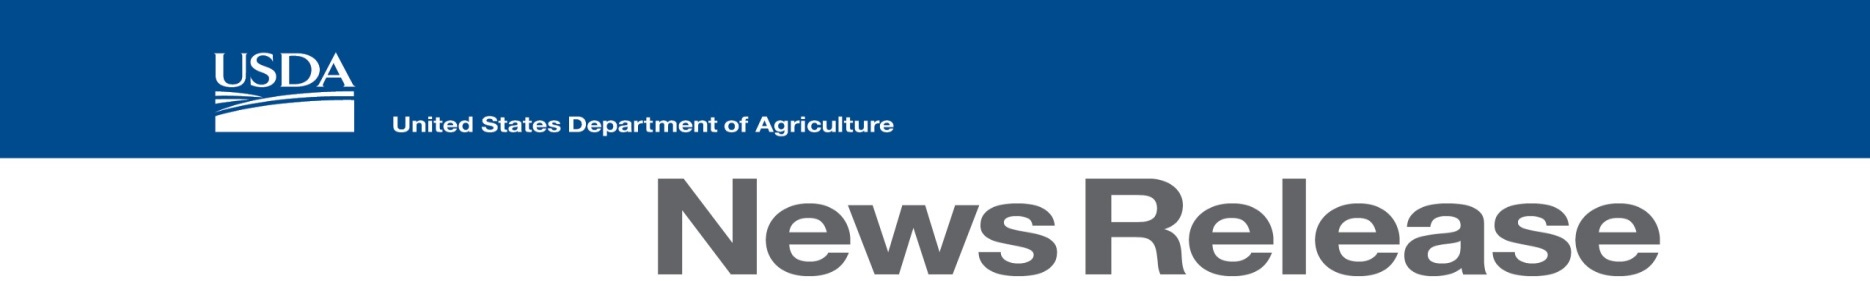 USDA
United States Department of Agriculture
News Release